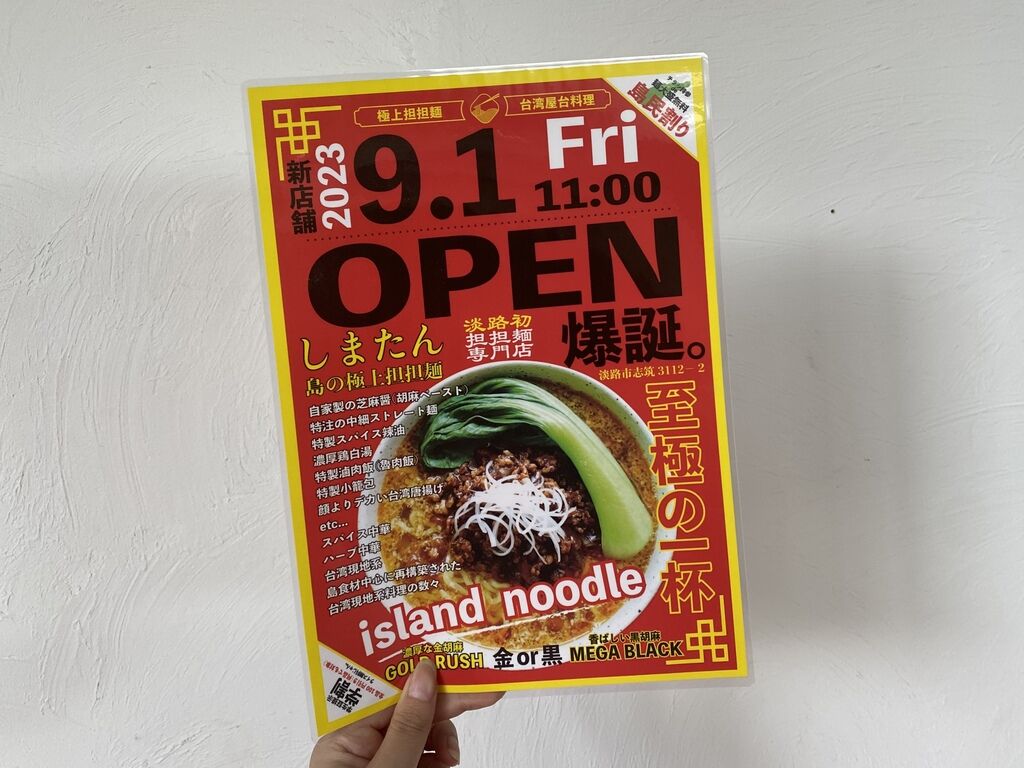 極上担担麺
台湾屋台料理
島民割り
新店舗
2023
9.1
Fri
11:00
OPEN
爆誕。
淡路初
担担麺
専門店
しまたん
島の極上担担麺
淡路市志筑 3112-2
自家製の芝麻醤(胡麻ペースト)
特注の中細ストレート麺
特製スパイス辣油
濃厚鶏白湯
特製滷肉飯(魯肉飯)
特製小籠包
顔よりデカい台湾唐揚げ
etc...
スパイス中華
ハーブ中華
台湾現地系
島食材中心に再構築された
台湾現地系料理の数々
至極の一杯
island noodle
濃厚な金胡麻
GOLD RUSH
金or黒
香ばしい黒胡麻
MEGA BLACK
学割